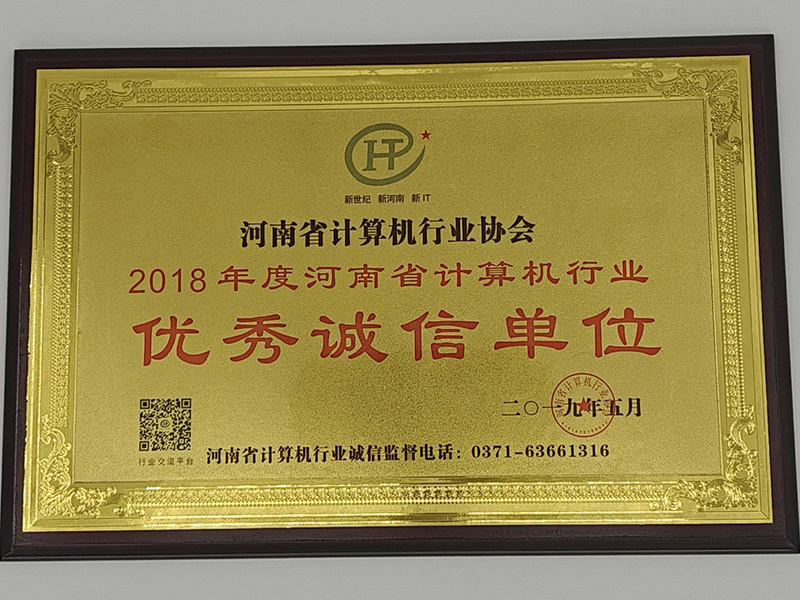 HT
新世纪 新河南 新IT
河南省计算机行业协会
2018年度河南省计算机行业
优秀诚信单位
二〇一九年五月
行业交流平台
河南省计算机行业诚信监督电话：0371-63661316